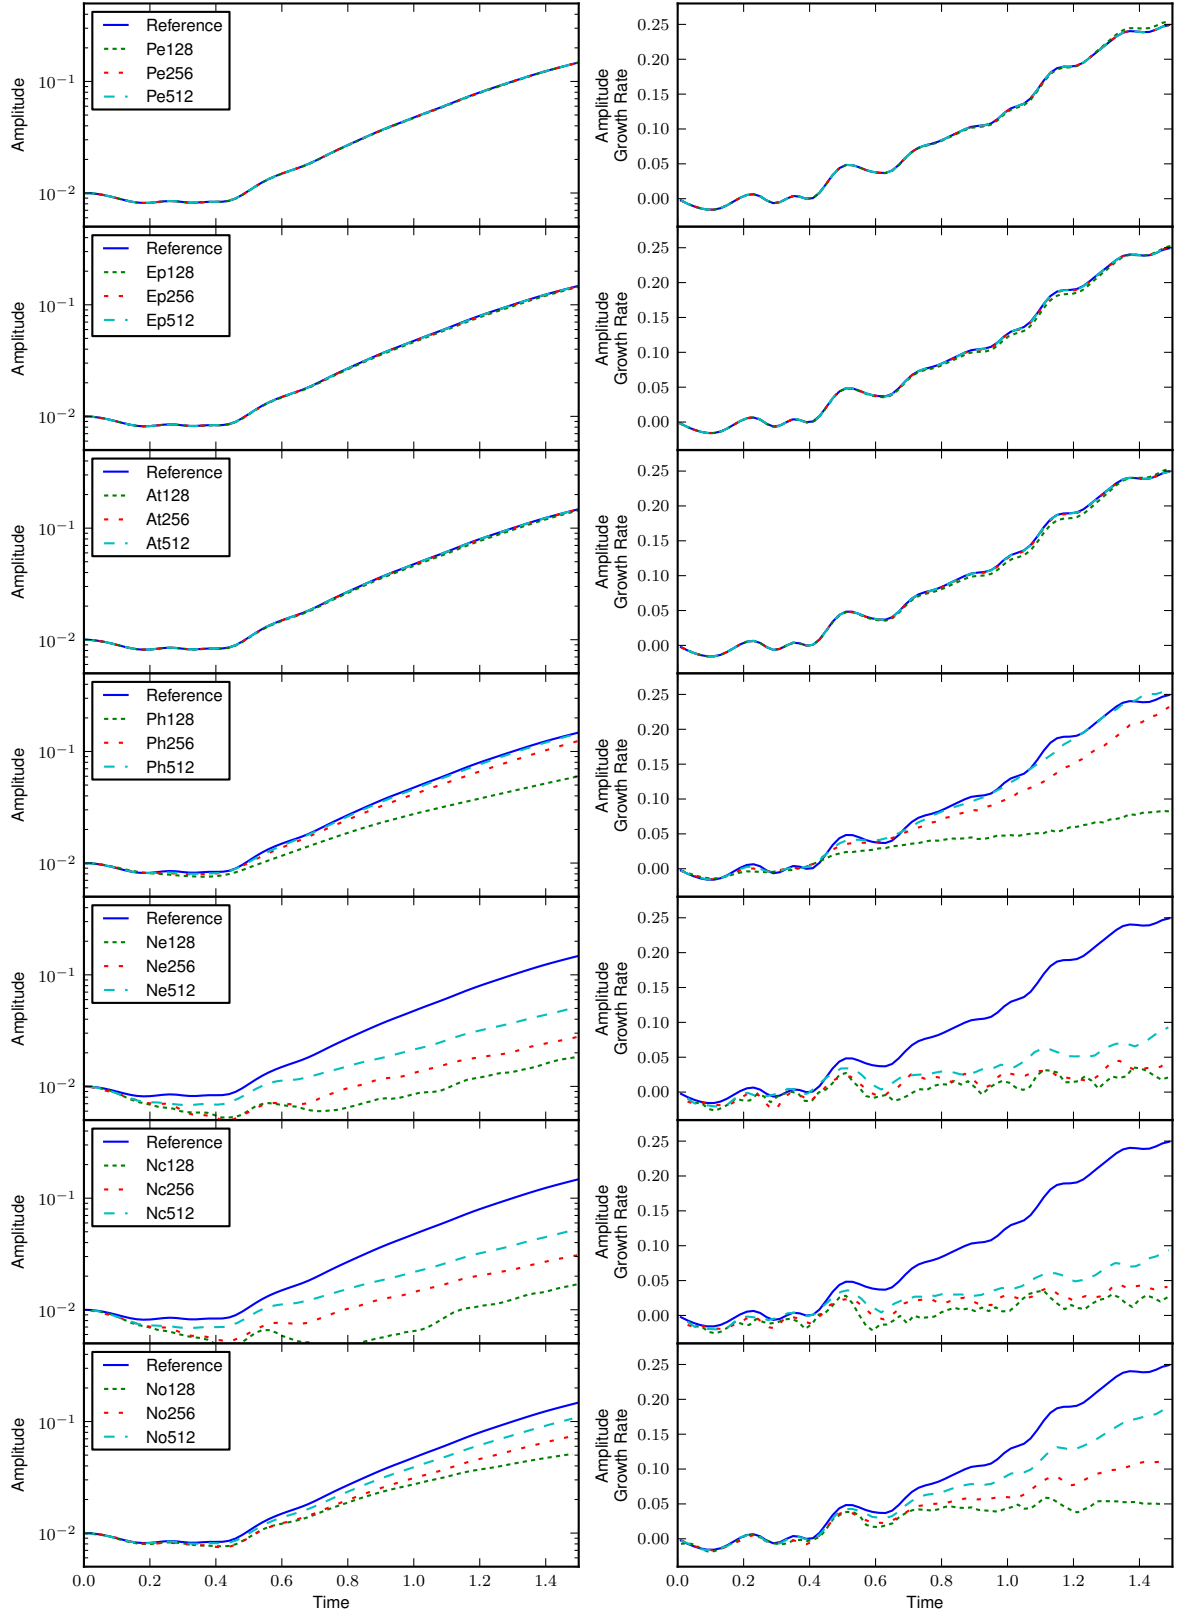 Reference
Pe128
Pe256
Pe512
10⁻¹
10⁻²
Amplitude
0.25
0.20
0.15
0.10
0.05
0.00
Amplitude
Growth Rate
Reference
Ep128
Ep256
Ep512
10⁻¹
10⁻²
Amplitude
0.25
0.20
0.15
0.10
0.05
0.00
Amplitude
Growth Rate
Reference
At128
At256
At512
10⁻¹
10⁻²
Amplitude
0.25
0.20
0.15
0.10
0.05
0.00
Amplitude
Growth Rate
Reference
Ph128
Ph256
Ph512
10⁻¹
10⁻²
Amplitude
0.25
0.20
0.15
0.10
0.05
0.00
Amplitude
Growth Rate
Reference
Ne128
Ne256
Ne512
10⁻¹
10⁻²
Amplitude
0.25
0.20
0.15
0.10
0.05
0.00
Amplitude
Growth Rate
Reference
Nc128
Nc256
Nc512
10⁻¹
10⁻²
Amplitude
0.25
0.20
0.15
0.10
0.05
0.00
Amplitude
Growth Rate
Reference
No128
No256
No512
10⁻¹
10⁻²
Amplitude
0.25
0.20
0.15
0.10
0.05
0.00
Amplitude
Growth Rate
0.0 0.2 0.4 0.6 0.8 1.0 1.2 1.4
Time
0.0 0.2 0.4 0.6 0.8 1.0 1.2 1.4
Time